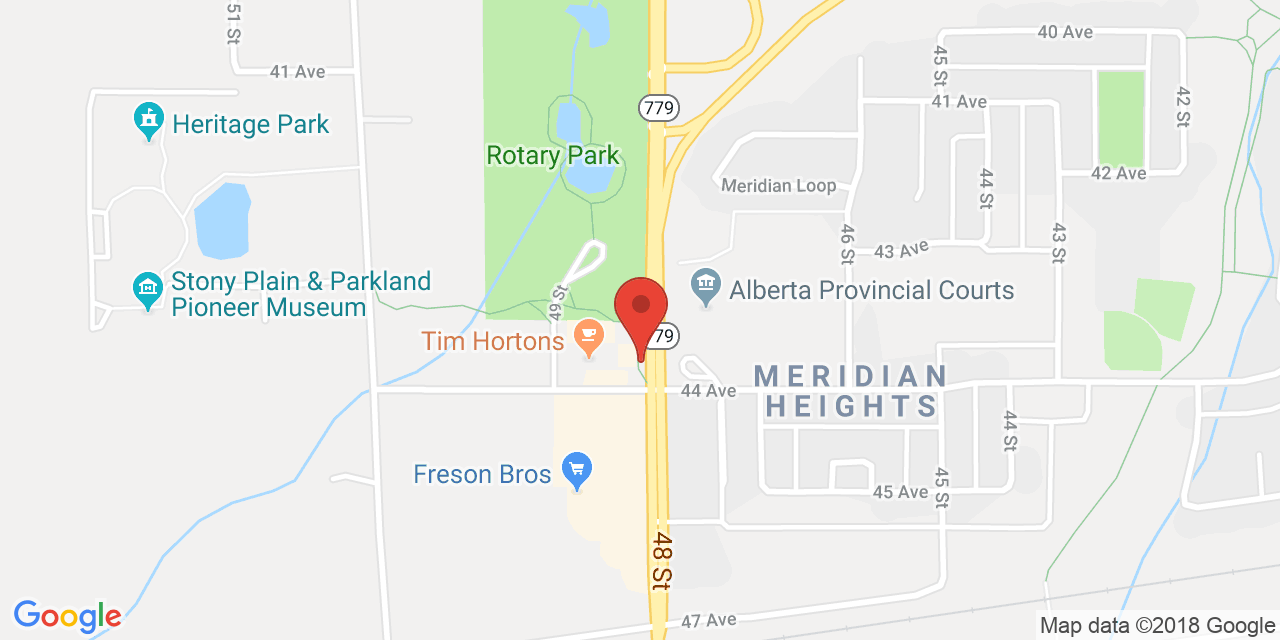 51 St
40 Ave
45 St
41 Ave
42 St
41 Ave
779
Heritage Park
Rotary Park
42 Ave
Meridian Loop
44 St
46 St
43 St
43 Ave
Stony Plain & Parkland
Pioneer Museum
49 St
Alberta Provincial Courts
Tim Hortons
79
MERIDIAN
HEIGHTS
44 Ave
44 St
Freson Bros
45 Ave
45 St
48 St
47 Ave
Google
Map data ©2018 Google